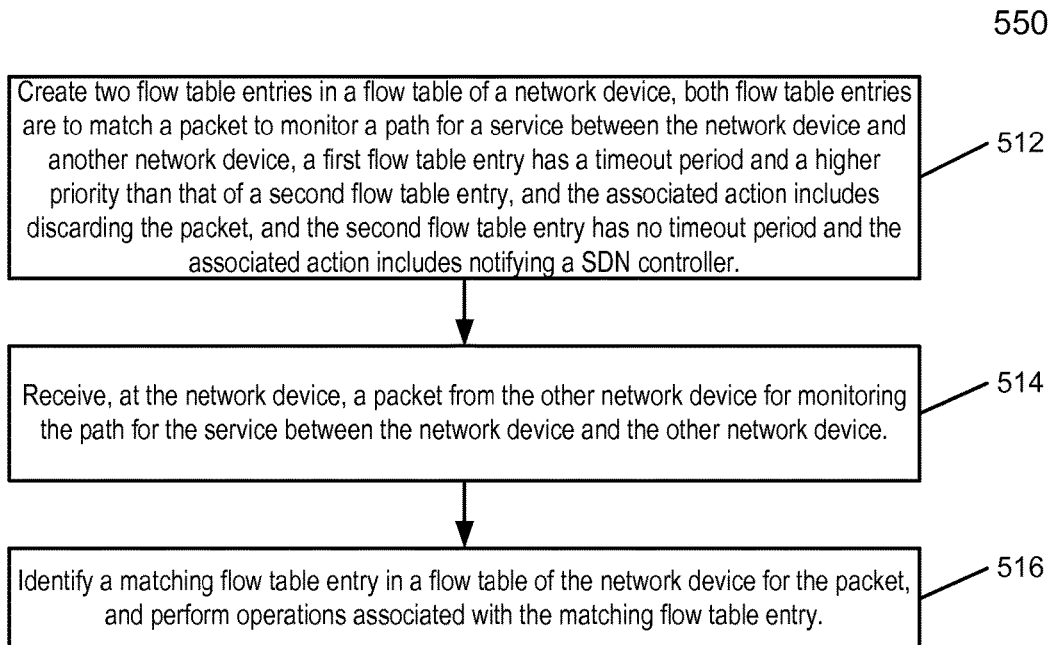 550
Create two flow table entries in a flow table of a network device, both flow table entries
are to match a packet to monitor a path for a service between the network device and
another network device, a first flow table entry has a timeout period and a higher
priority than that of a second flow table entry, and the associated action includes
discarding the packet, and the second flow table entry has no timeout period and the
associated action includes notifying a SDN controller.
512
Receive, at the network device, a packet from the other network device for monitoring
the path for the service between the network device and the other network device.
514
Identify a matching flow table entry in a flow table of the network device for the packet,
and perform operations associated with the matching flow table entry.
516